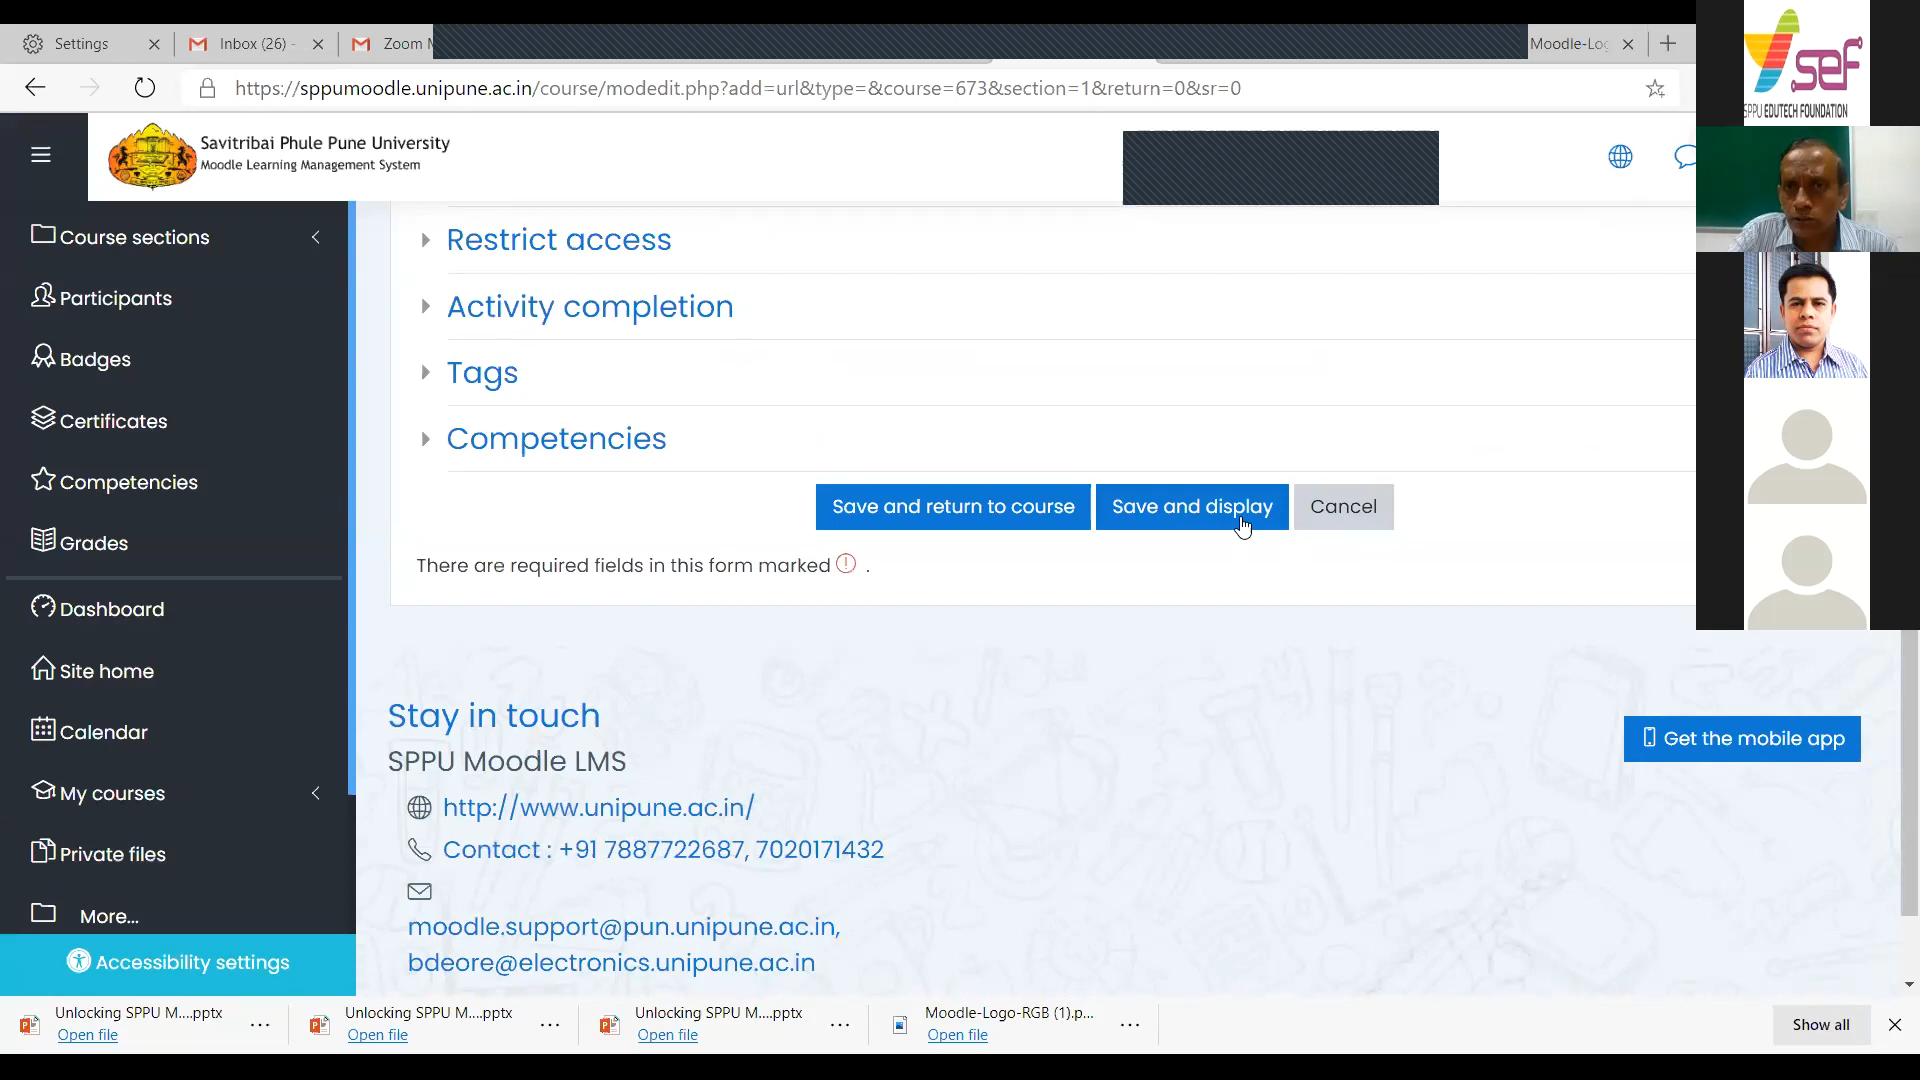 Settings
Inbox (26) -
Zoom
Moodle-Lo
https://sppumoodle.unipune.ac.in/course/modedit.php?add=url&type=&course=673&section=1&return=0&sr=0
Savitribai Phule Pune University
Moodle Learning Management System
sef
SPPU EDUTECH FOUNDATION
Course sections
Participants
Badges
Certificates
Competencies
Grades
Dashboard
Site home
Calendar
My courses
Private files
More...
Accessibility settings
Restrict access
Activity completion
Tags
Competencies
Save and return to course
Save and display
Cancel
There are required fields in this form marked .
Stay in touch
SPPU Moodle LMS
http://www.unipune.ac.in/
Contact : +91 7887722687, 7020171432
moodle.support@pun.unipune.ac.in,
bdeore@electronics.unipune.ac.in
Get the mobile app
Unlocking SPPU M....pptx
Open file
Unlocking SPPU M....pptx
Open file
Unlocking SPPU M....pptx
Open file
Moodle-Logo-RGB (1).p...
Open file
Show all